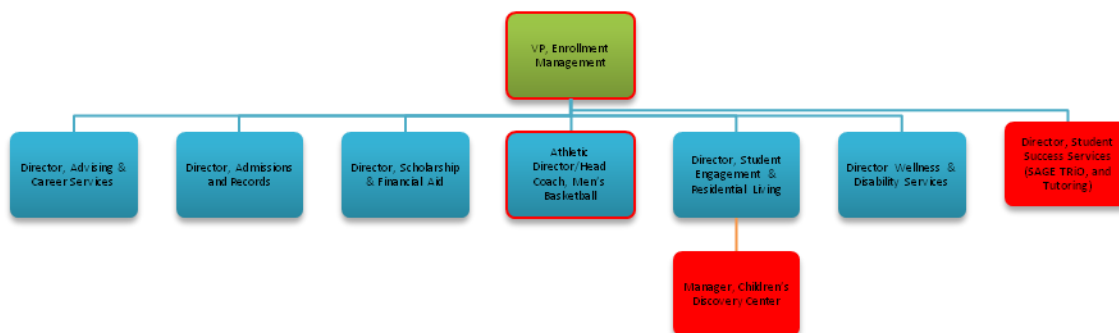 VP, Enrollment
Management
Director, Advising &
Career Services
Director, Admissions
and Records
Director, Scholarship
& Financial Aid
Athletic
Director/Head
Coach, Men's
Basketball
Director, Student
Engagement &
Residential Living
Director Wellness &
Disability Services
Director, Student
Success Services
(SAGE TRiO, and
Tutoring)
Manager, Children's
Discovery Center